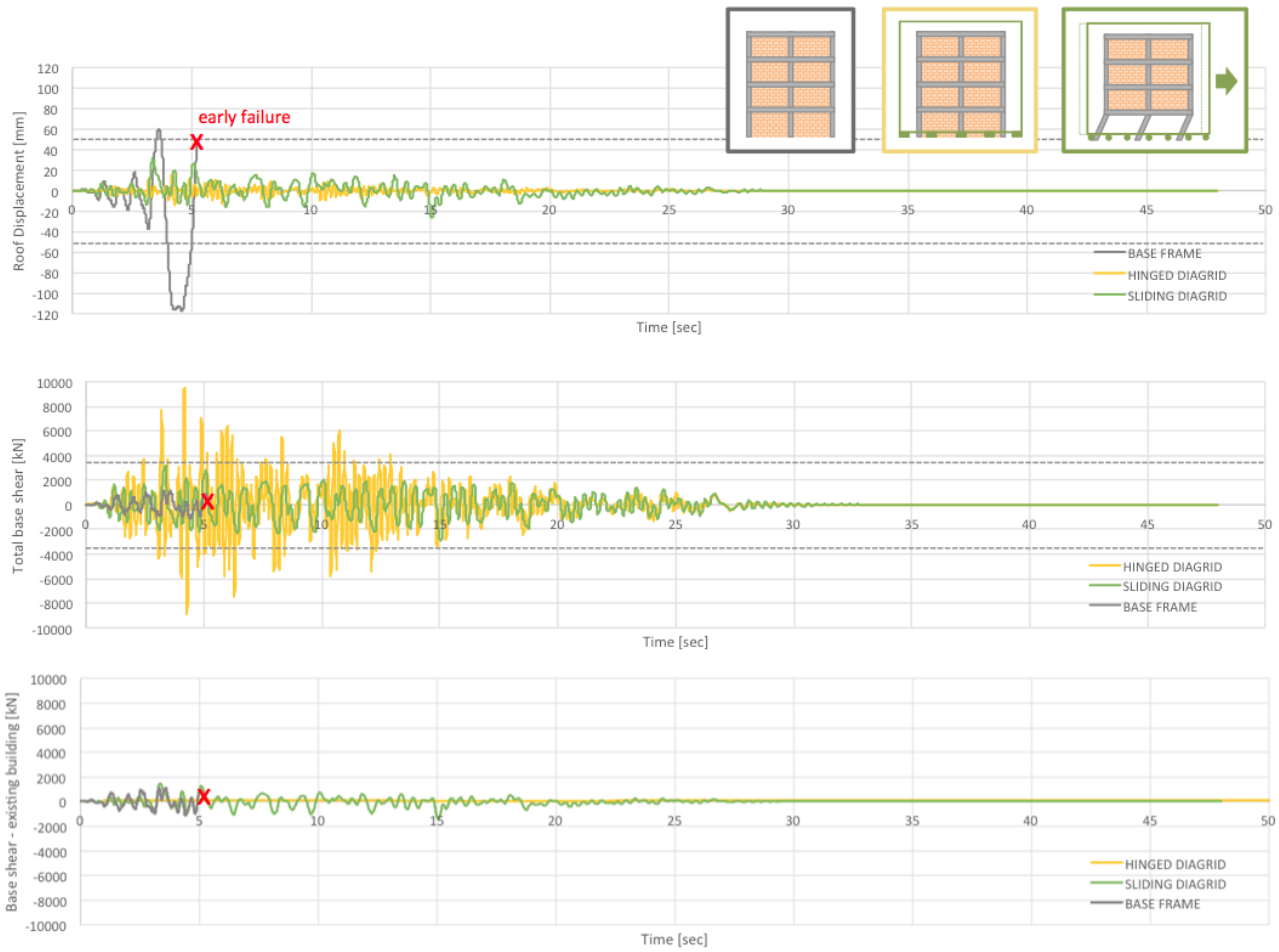 120
100
80
60
40
20
0
-20
-40
-60
-80
-100
-120
Roof Displacement [mm]
early failure
X
0 5 10 15 20 25 30 35 40 45 50
BASE FRAME
HINGED DIAGRID
SLIDING DIAGRID
Time [sec]
10000
8000
6000
4000
2000
0
-2000
-4000
-6000
-8000
-10000
Total base shear [kN]
X
0 5 10 15 20 25 30 35 40 45 50
HINGED DIAGRID
SLIDING DIAGRID
BASE FRAME
Time [sec]
10000
8000
6000
4000
2000
0
-2000
-4000
-6000
-8000
-10000
Base shear - existing building [kN]
X
0 5 10 15 20 25 30 35 40 45 50
HINGED DIAGRID
SLIDING DIAGRID
BASE FRAME
Time [sec]